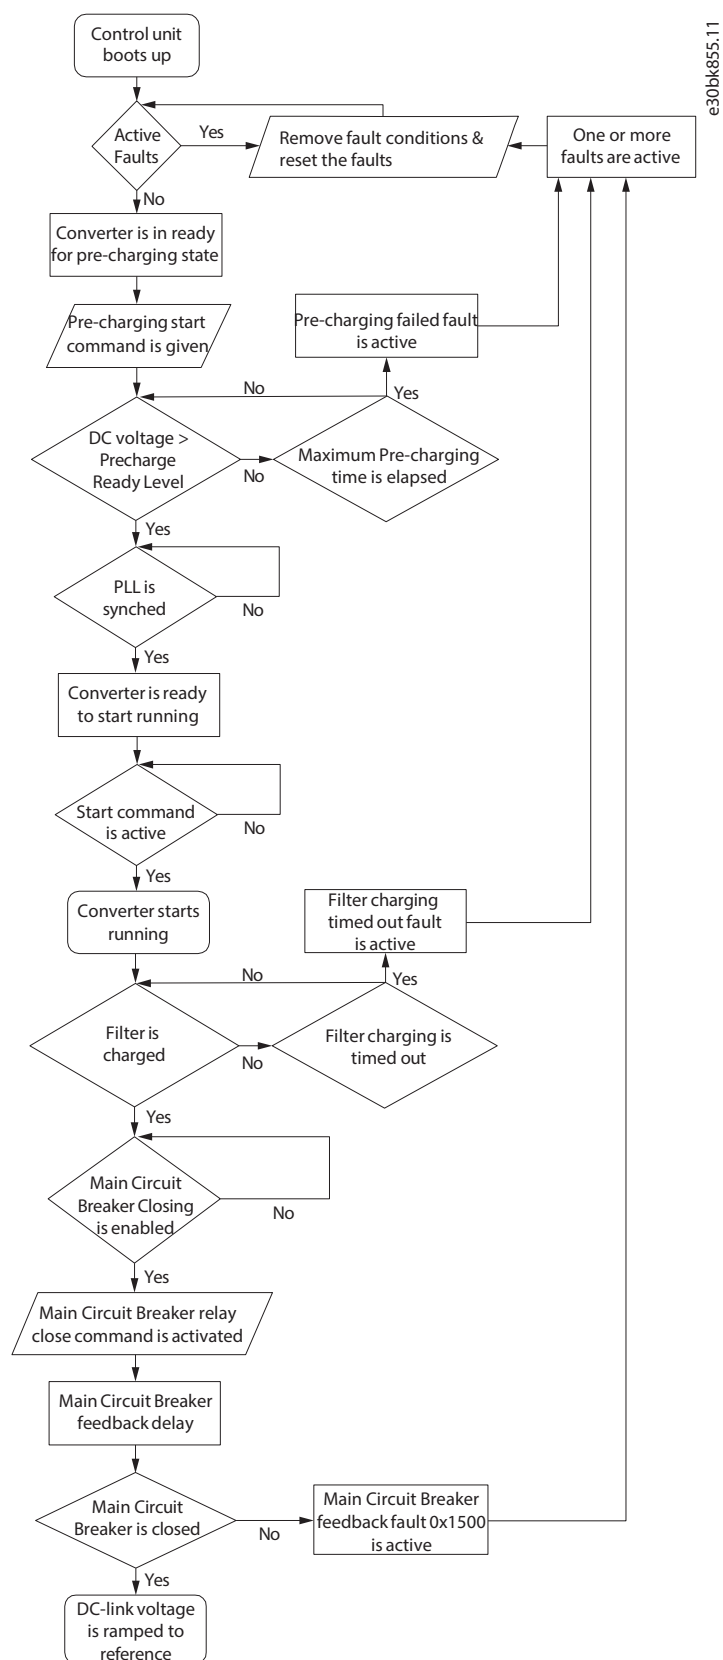 e30bk855.11
Control unit
boots up
Active
Faults
Yes
Remove fault conditions &
reset the faults
One or more
faults are active
No
Converter is in ready
for pre-charging state
Pre-charging start
command is given
Pre-charging failed fault
is active
No
Yes
DC voltage >
Precharge
Ready Level
No
Maximum Pre-charging
time is elapsed
Yes
PLL is
synched
No
Yes
Converter is ready
to start running
Start command
is active
No
Yes
Converter starts
running
Filter charging
timed out fault
is active
No
Yes
Filter is
charged
No
Filter charging is
timed out
Yes
Main Circuit
Breaker Closing
is enabled
No
Yes
Main Circuit Breaker relay
close command is activated
Main Circuit Breaker
feedback delay
Main Circuit
Breaker is closed
No
Main Circuit Breaker
feedback fault 0x1500
is active
Yes
DC-link voltage
is ramped to
reference